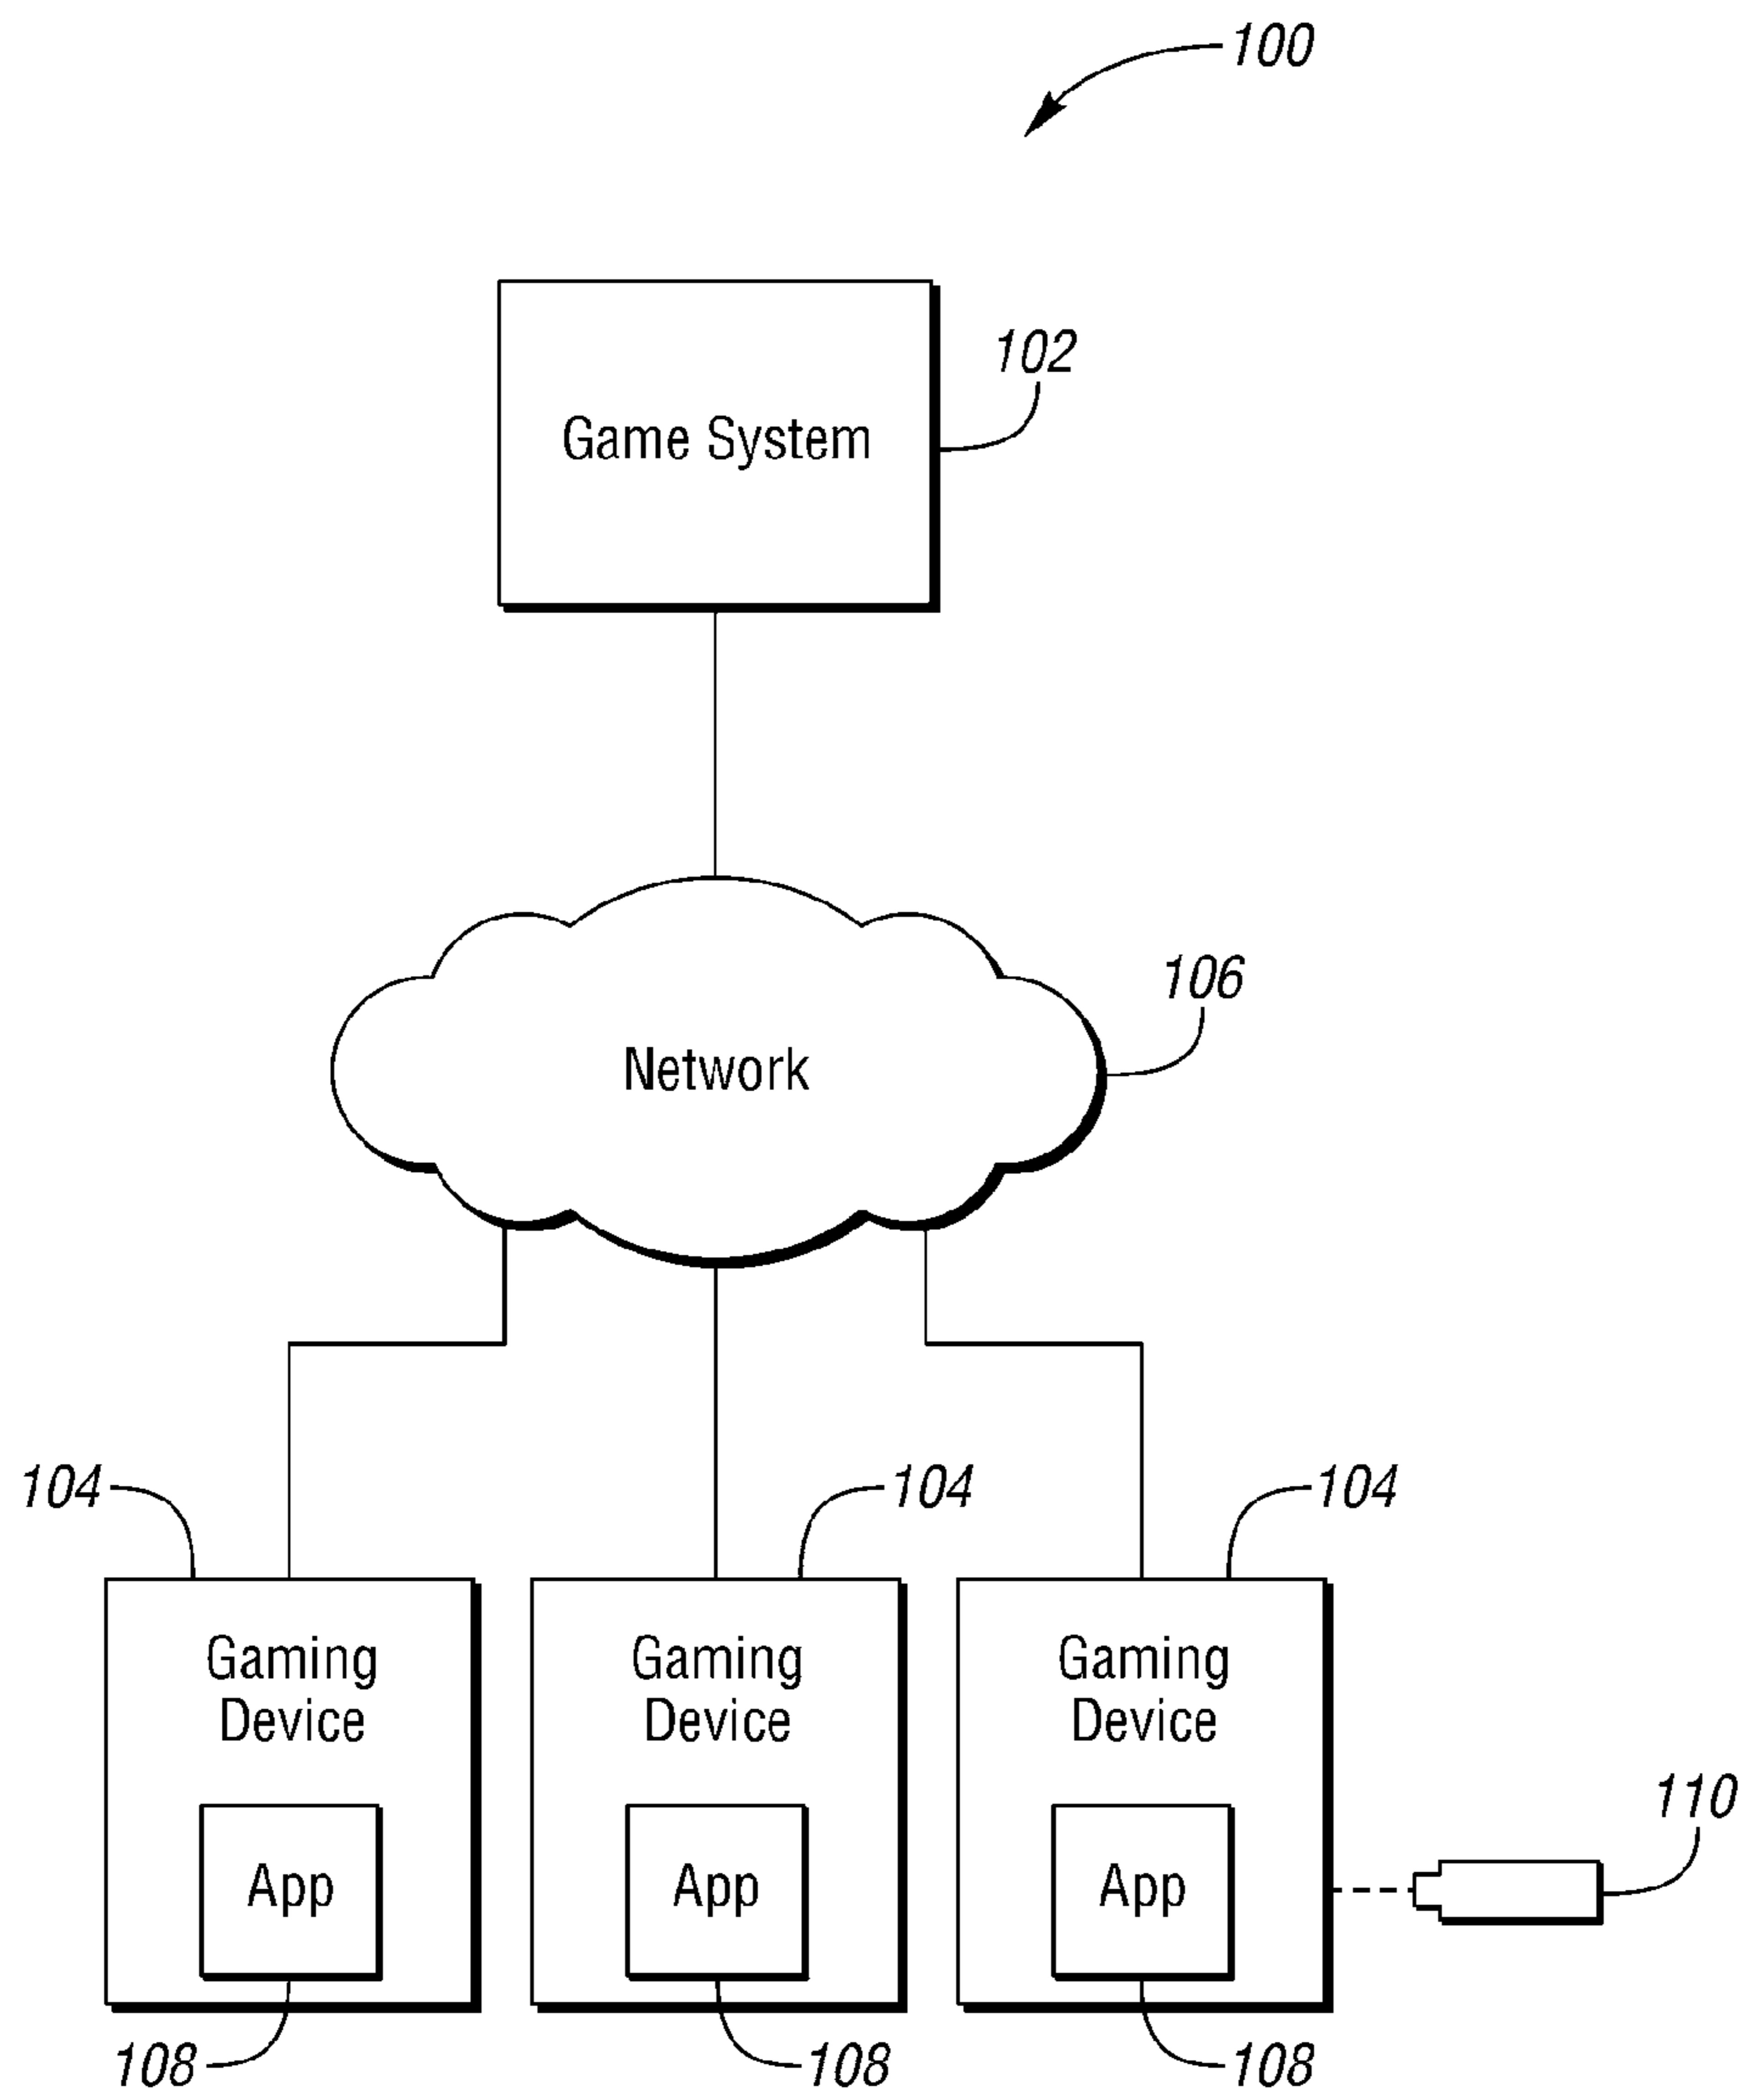 100
102
Game System
106
Network
104 104 104
Gaming Gaming Gaming
Device Device Device
110
App App App
108 108 108